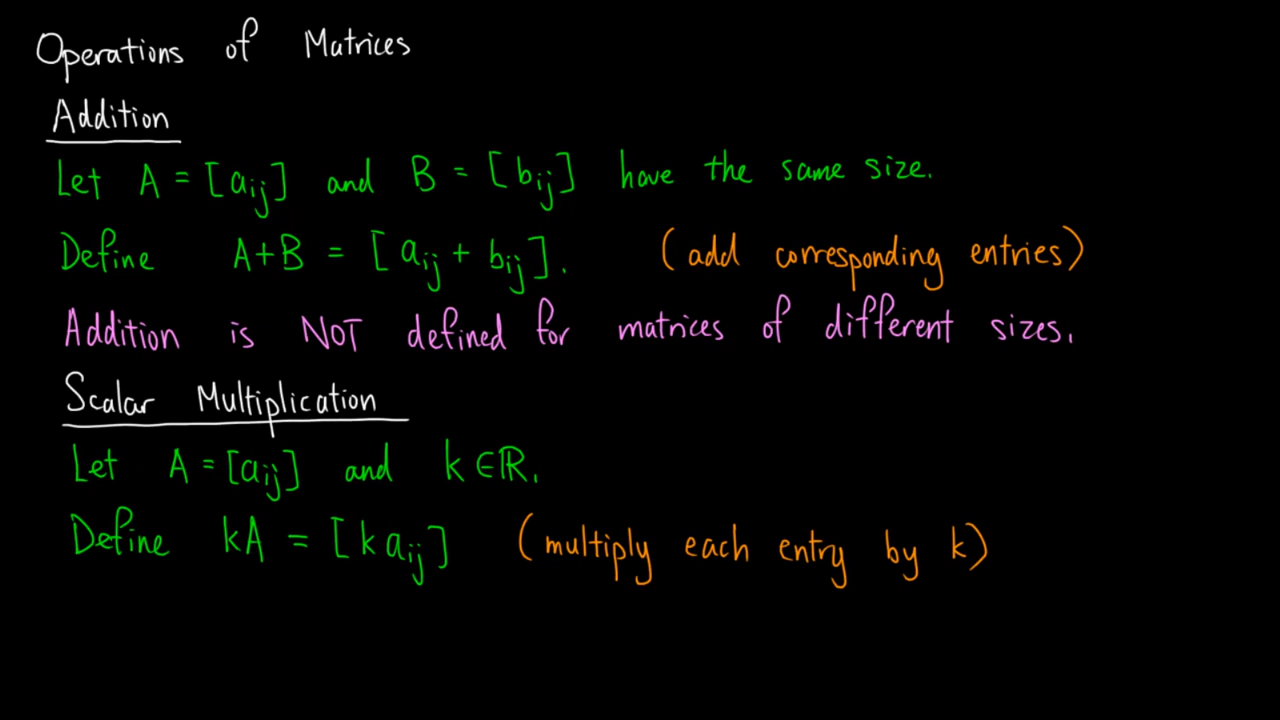 Operations of Matrices
Addition
Let A = [aij] and B = [bij] have the same size.
Define A+B = [aij + bij]. (add corresponding entries)
Addition is NOT defined for matrices of different sizes.
Scalar Multiplication
Let A = [aij] and k ∈ ℝ.
Define kA = [k aij] (multiply each entry by k)